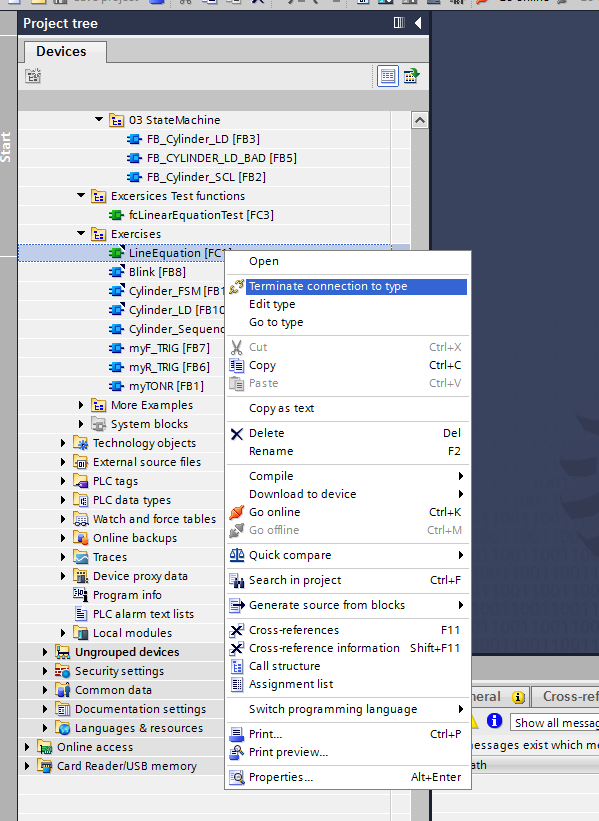 Project tree
Devices
Start
03 StateMachine
FB_Cylinder_LD [FB3]
FB_CYLINDER_LD_BAD [FB5]
FB_Cylinder_SCL [FB2]
Excersices Test functions
fcLinearEquationTest [FC3]
Exercises
LineEquation [FC1]
Blink [FB8]
Cylinder_FSM [FB1
Cylinder_LD [FB10
Cylinder_Sequenc
myF_TRIG [FB7]
myR_TRIG [FB6]
myTONR [FB1]
More Examples
System blocks
Technology objects
External source files
PLC tags
PLC data types
Watch and force tables
Online backups
Traces
Device proxy data
Program info
PLC alarm text lists
Local modules
Ungrouped devices
Security settings
Common data
Documentation settings
Languages & resources
Online access
Card Reader/USB memory
Open
Terminate connection to type
Edit type
Go to type
Cut Ctrl+X
Copy Ctrl+C
Paste Ctrl+V
Copy as text
Delete Del
Rename F2
Compile
Download to device
Go online Ctrl+K
Go offline Ctrl+M
Quick compare
Search in project Ctrl+F
Generate source from blocks
Cross-references F11
Cross-reference information Shift+F11
Call structure
Assignment list
Switch programming language
Print... Ctrl+P
Print preview...
Properties... Alt+Enter
neral Cross-ref
Show all messag
essages exist which m
ath